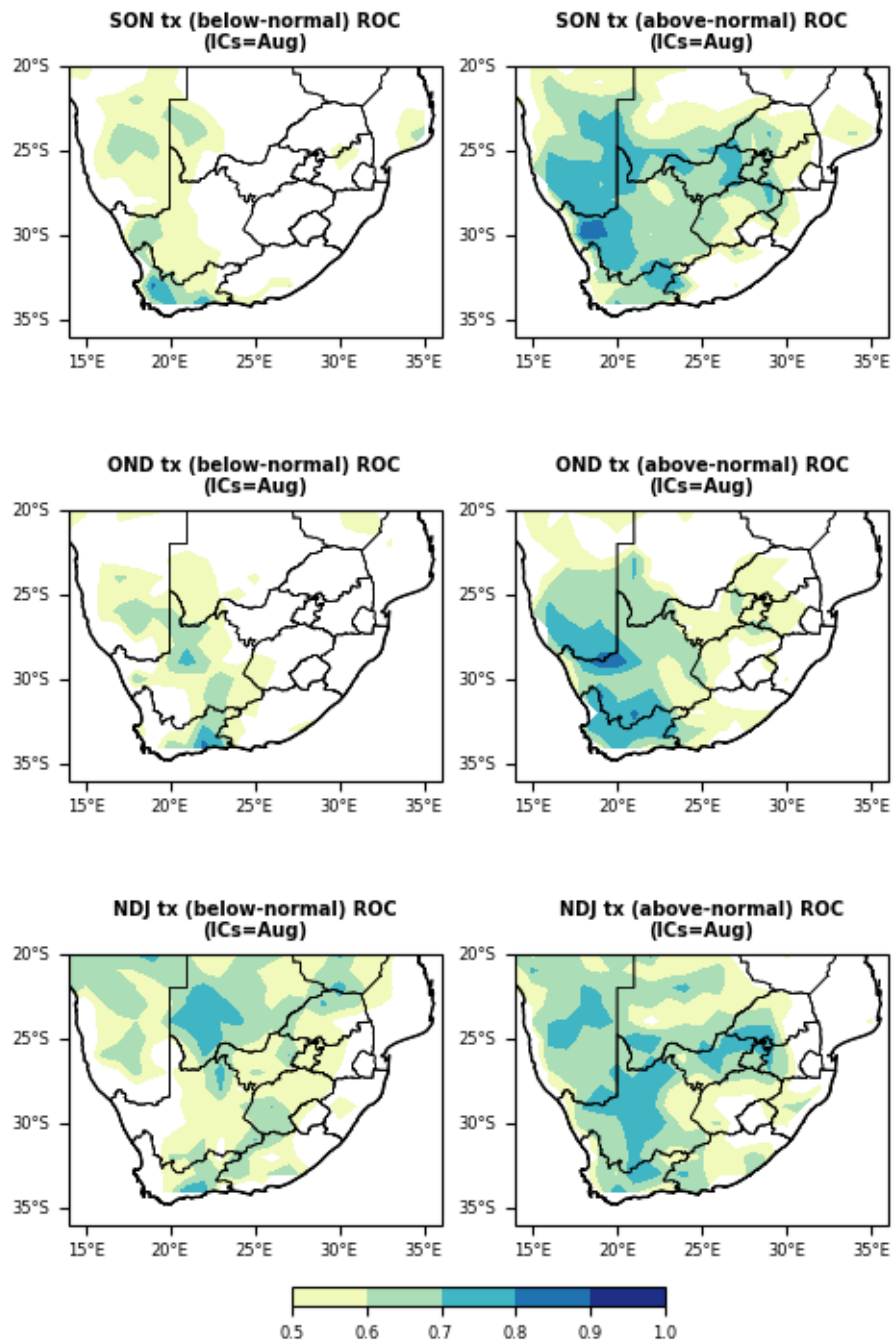 SON tx (below-normal) ROC
(ICs=Aug)
SON tx (above-normal) ROC
(ICs=Aug)
20°S
25°S
30°S
35°S
15°E 20°E 25°E 30°E 35°E
20°S
25°S
30°S
35°S
15°E 20°E 25°E 30°E 35°E
OND tx (below-normal) ROC
(ICs=Aug)
OND tx (above-normal) ROC
(ICs=Aug)
20°S
25°S
30°S
35°S
15°E 20°E 25°E 30°E 35°E
20°S
25°S
30°S
35°S
15°E 20°E 25°E 30°E 35°E
NDJ tx (below-normal) ROC
(ICs=Aug)
NDJ tx (above-normal) ROC
(ICs=Aug)
20°S
25°S
30°S
35°S
15°E 20°E 25°E 30°E 35°E
20°S
25°S
30°S
35°S
15°E 20°E 25°E 30°E 35°E
0.5 0.6 0.7 0.8 0.9 1.0